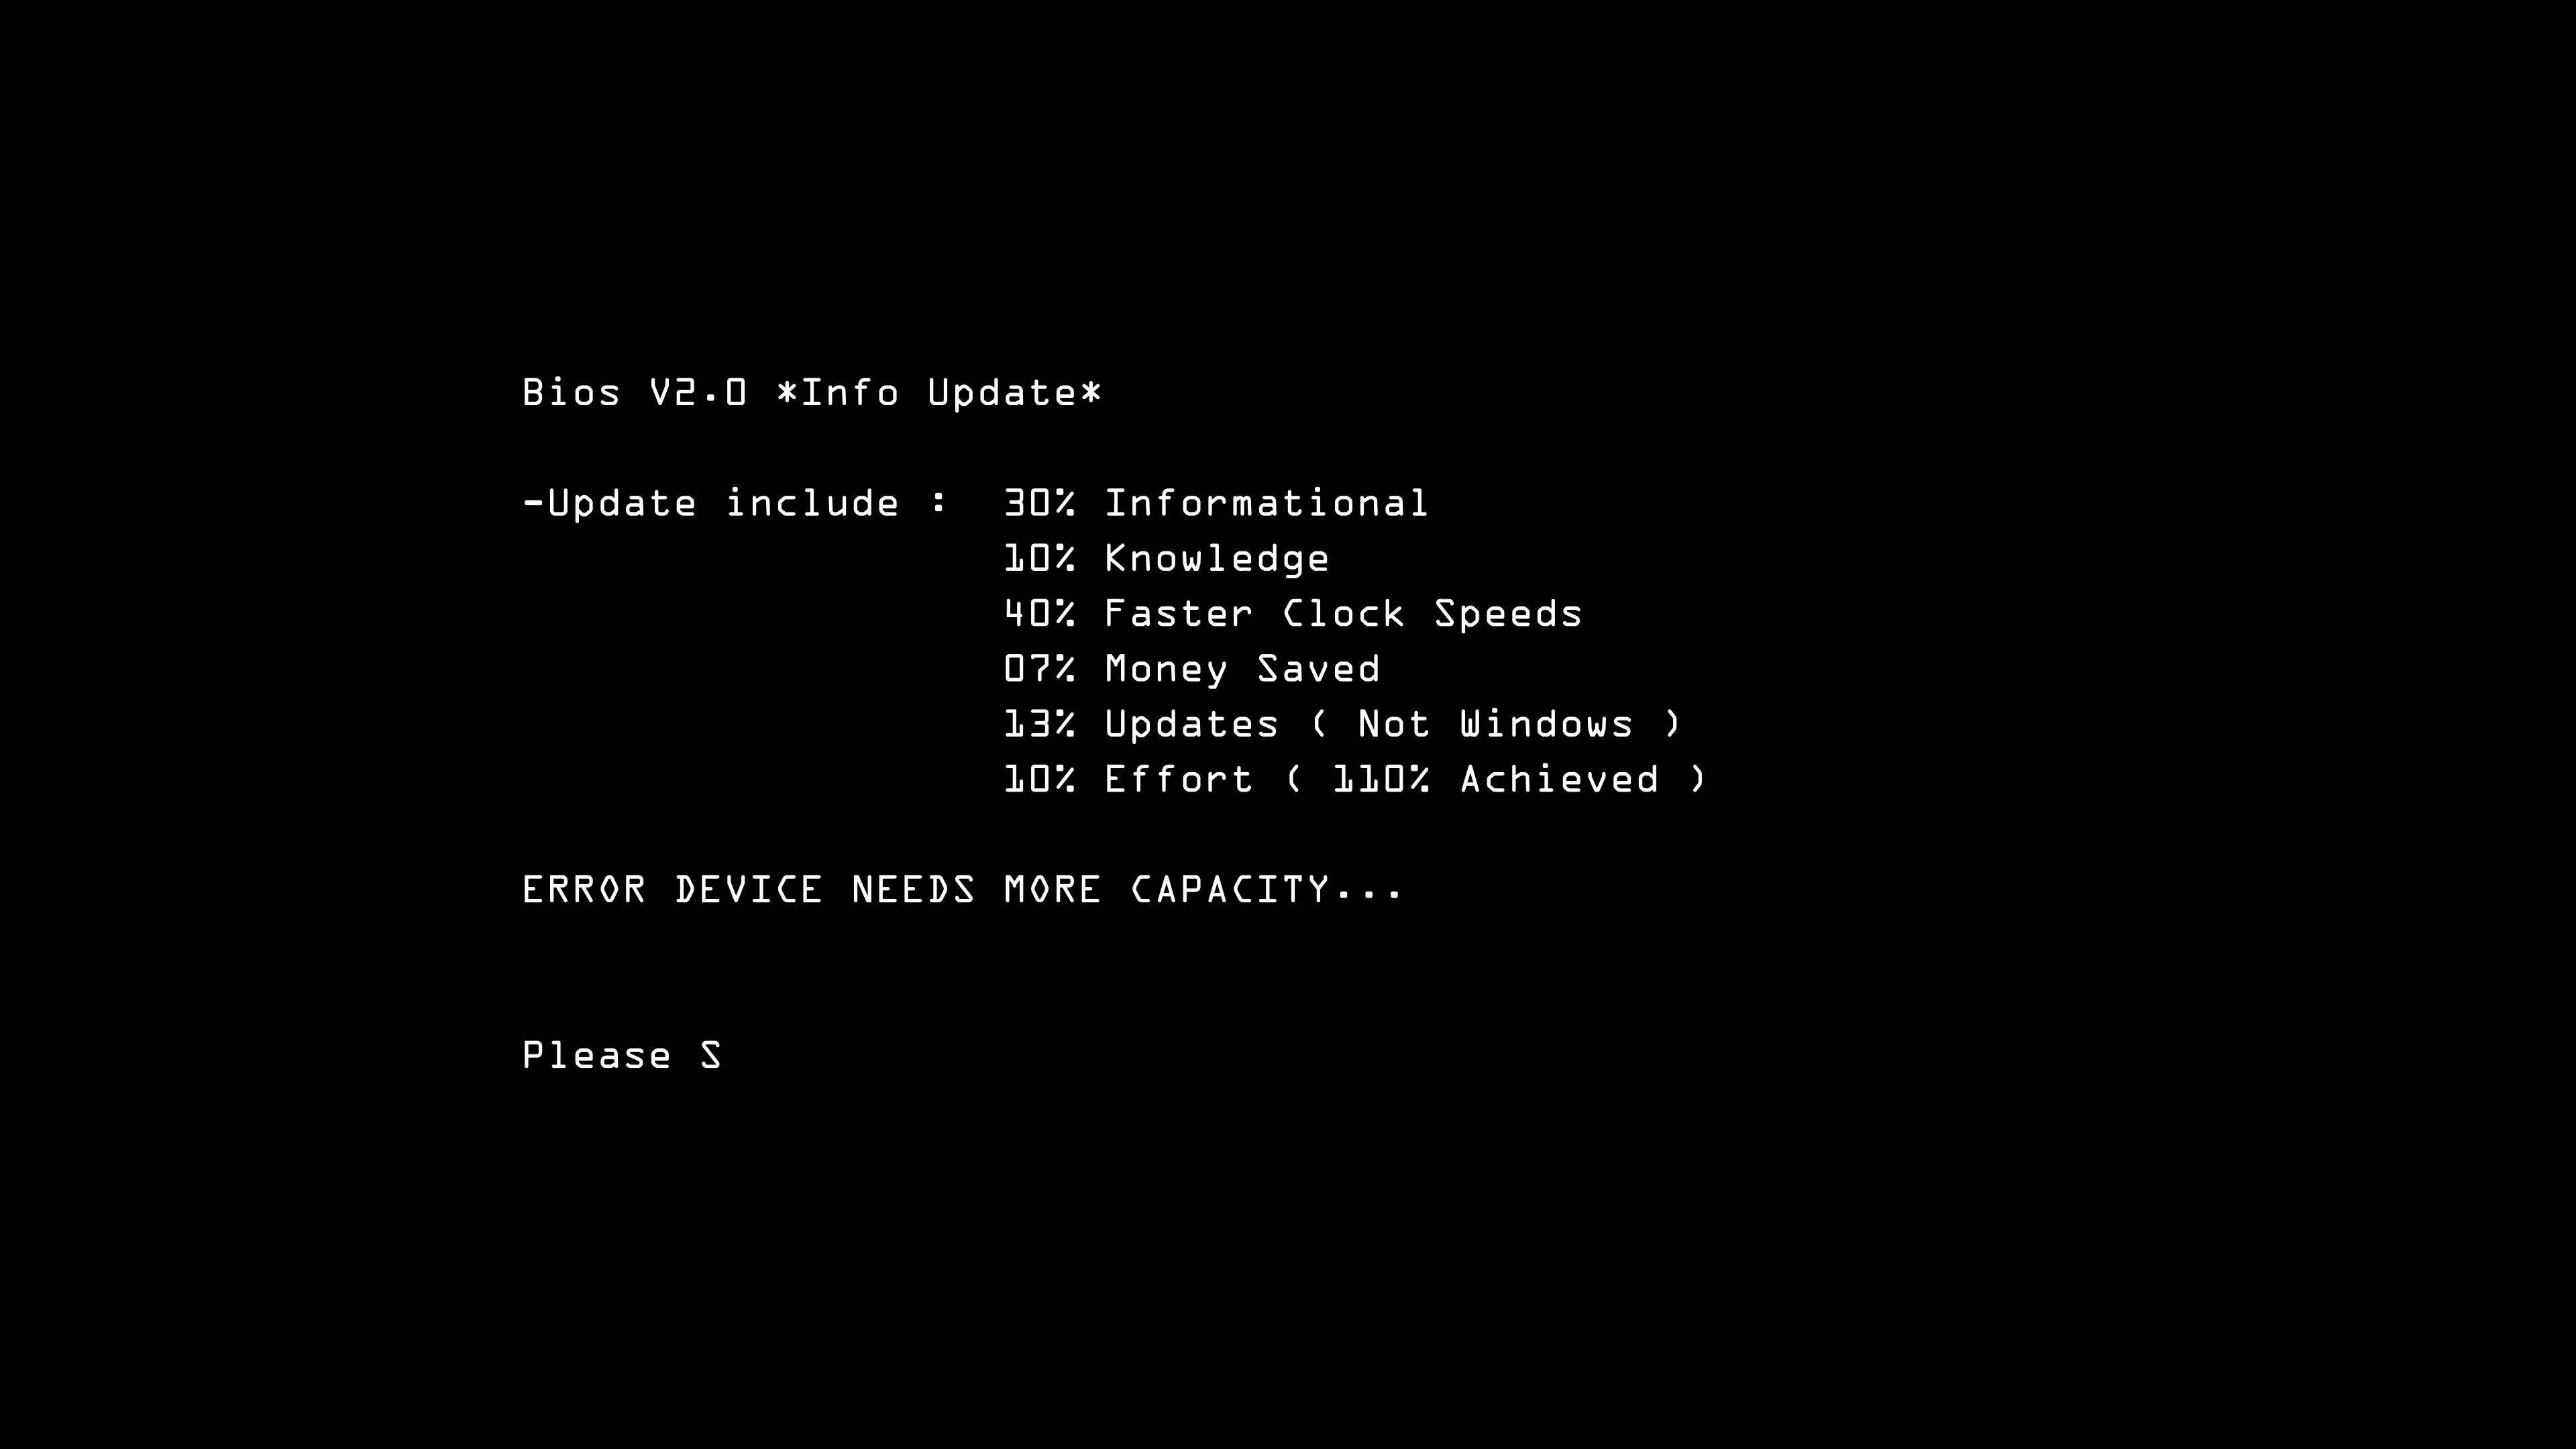 Bios V2.0 *Info Update*
-Update include : 30% Informational
10% Knowledge
40% Faster Clock Speeds
07% Money Saved
13% Updates ( Not Windows )
10% Effort ( 110% Achieved )
ERROR DEVICE NEEDS MORE CAPACITY...
Please S